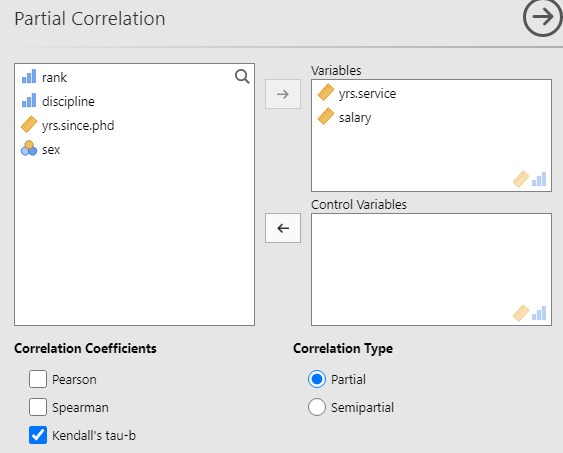 Partial Correlation
rank
discipline
yrs.since.phd
sex
Variables
yrs.service
salary
Control Variables
Correlation Coefficients
Pearson
Spearman
Kendall's tau-b
Correlation Type
Partial
Semipartial